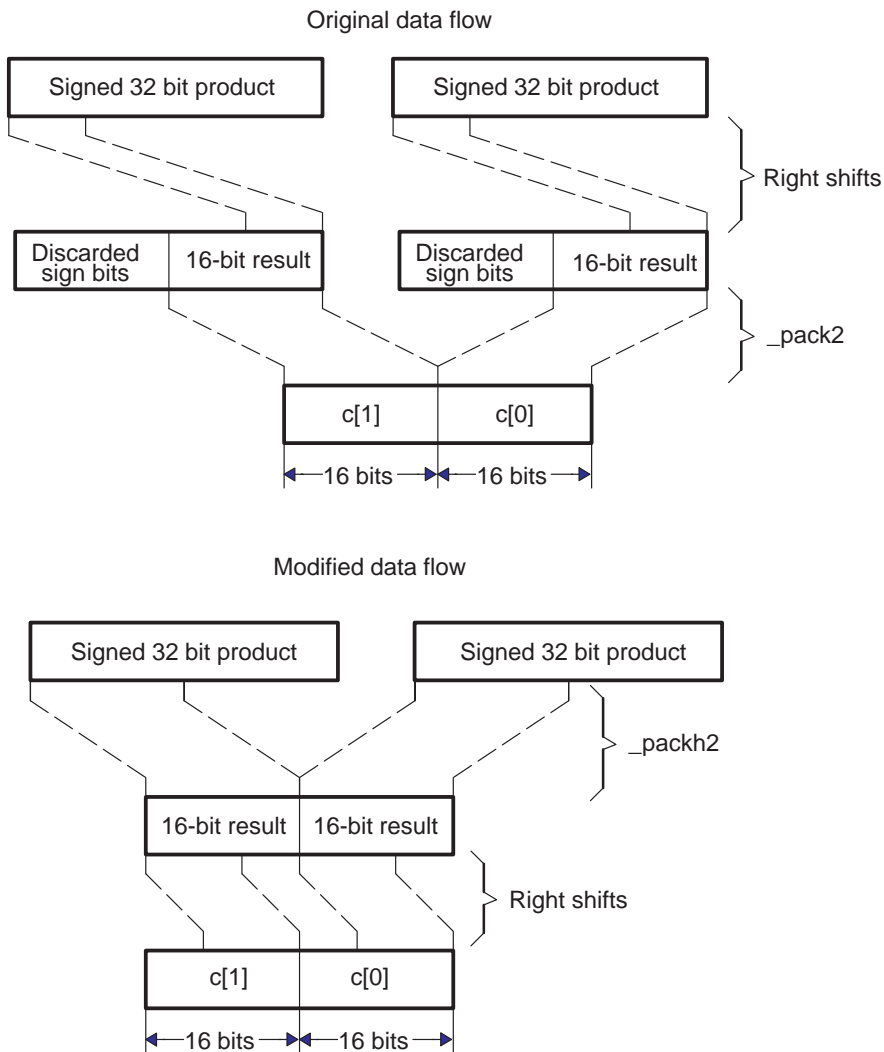 Original data flow
Signed 32 bit product
Signed 32 bit product
Right shifts
Discarded
sign bits
16-bit result
Discarded
sign bits
16-bit result
_pack2
c[1]
c[0]
16 bits
16 bits
Modified data flow
Signed 32 bit product
Signed 32 bit product
_packh2
16-bit result
16-bit result
Right shifts
c[1]
c[0]
16 bits
16 bits